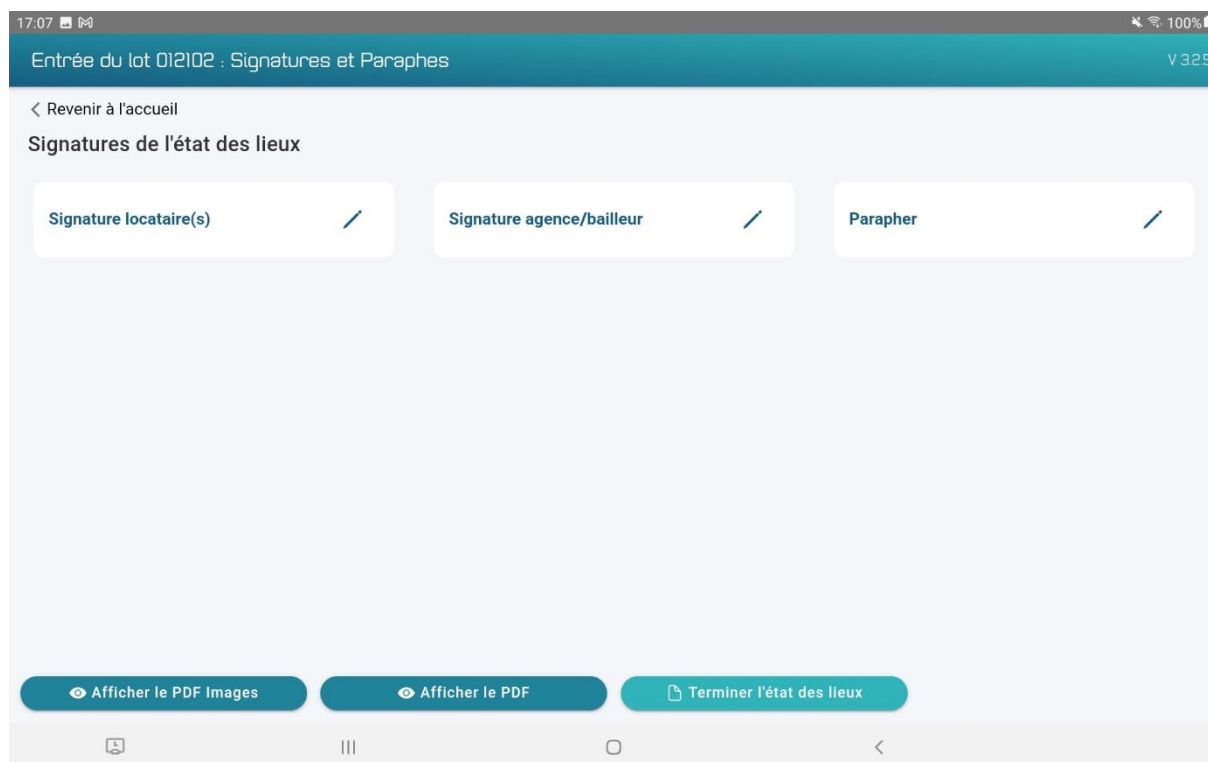 17:07 100%
Entrée du lot 012102 : Signatures et Paraphes V 3.2.5
Revenir à l'accueil
Signatures de l'état des lieux
Signature locataire(s) Signature agence/bailleur Parapher
Afficher le PDF Images Afficher le PDF Terminer l'état des lieux